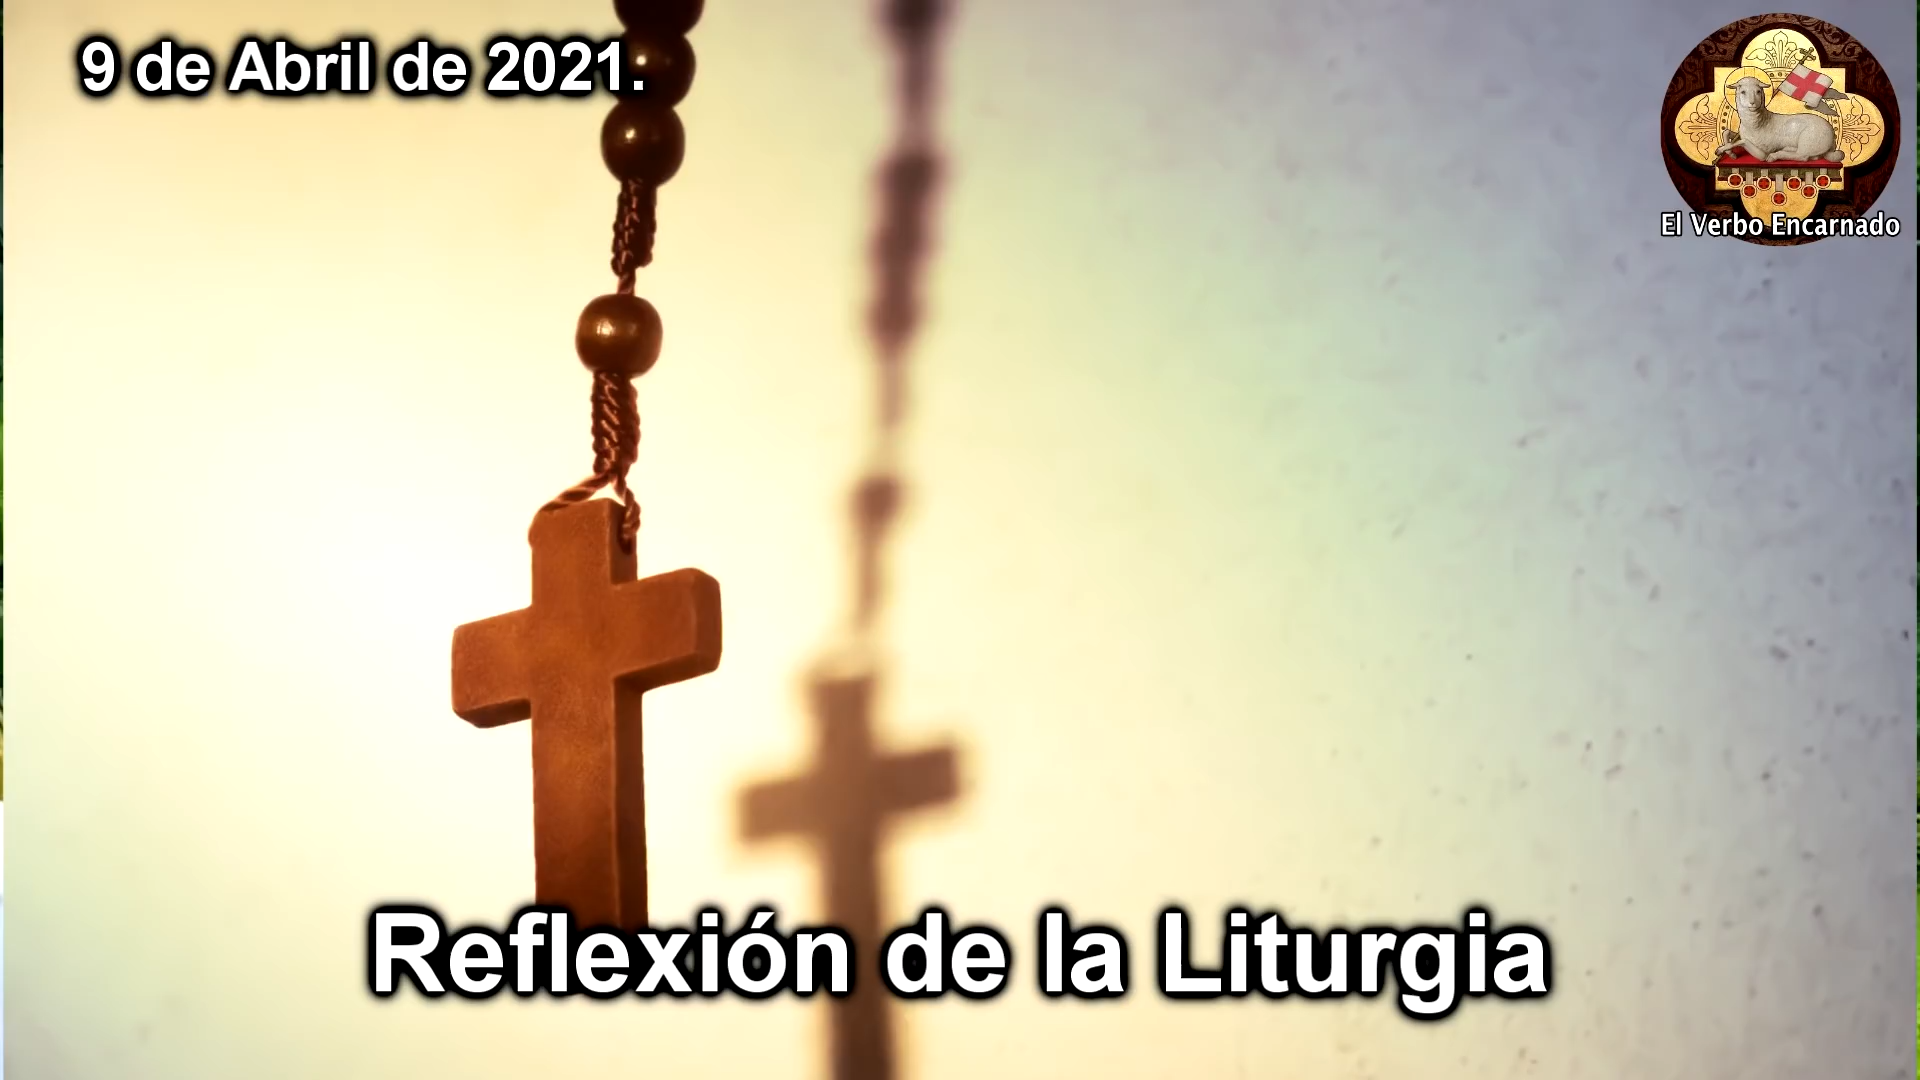 9 de Abril de 2021.
El Verbo Encarnado
Reflexión de la Liturgia